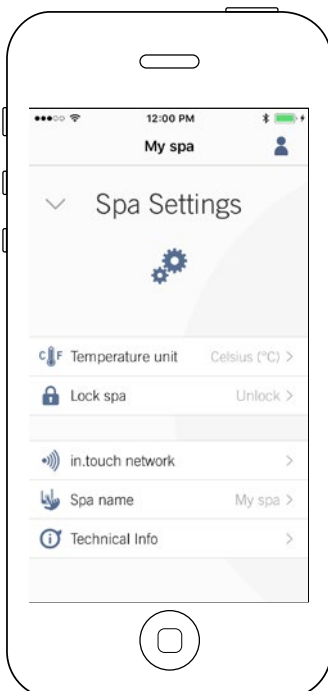 12:00 PM
My spa
Spa Settings
C F Temperature unit Celsius (°C) >
Lock spa Unlock >
in.touch network >
Spa name My spa >
Technical Info >